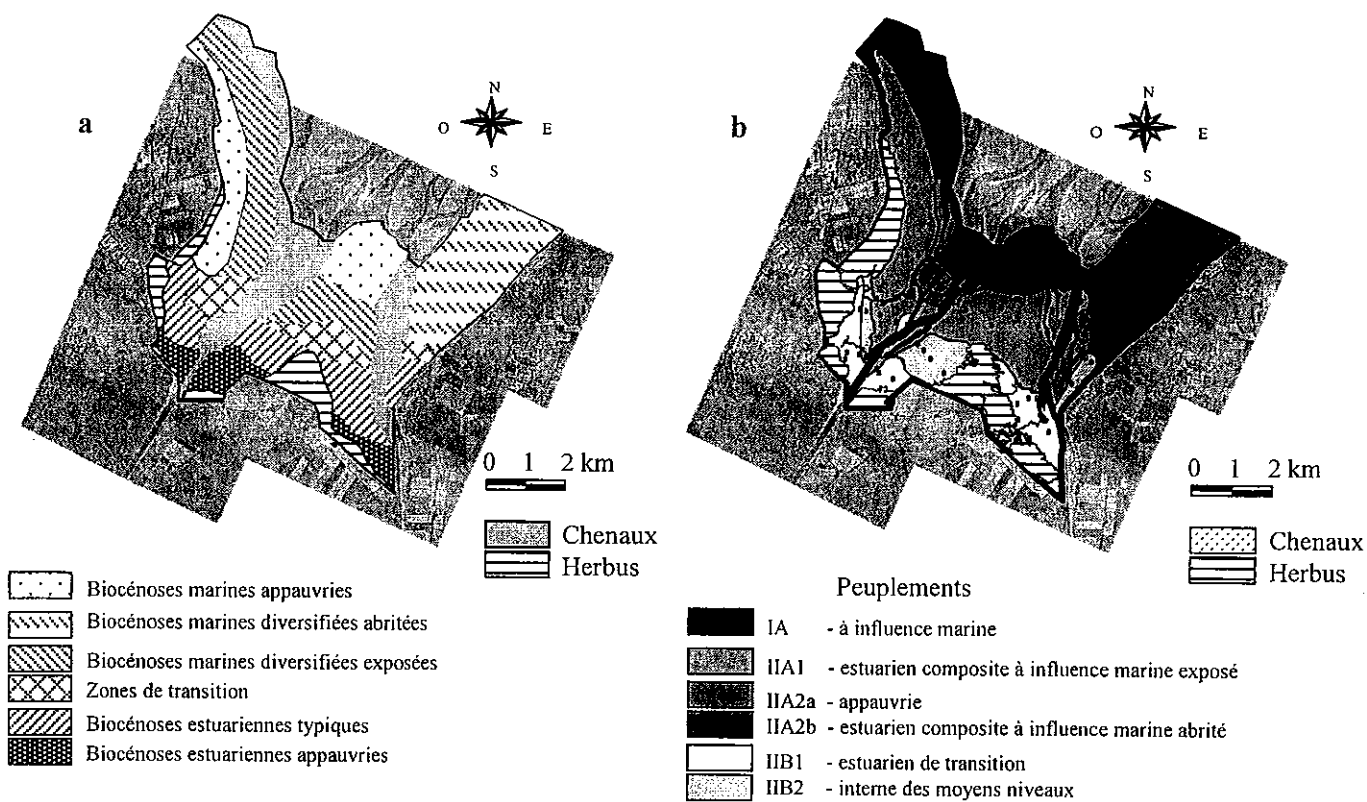 a
N
O E
S
0 1 2 km
Chenaux
Herbus
Biocénoses marines appauvries
Biocénoses marines diversifiées abritées
Biocénoses marines diversifiées exposées
Zones de transition
Biocénoses estuariennes typiques
Biocénoses estuariennes appauvries
b
N
O E
S
0 1 2 km
Chenaux
Herbus
Peuplements
IA - à influence marine
IIA1 - estuarien composite à influence marine exposé
IIA2a - appauvrie
IIA2b - estuarien composite à influence marine abrité
IIB1 - estuarien de transition
IIB2 - interne des moyens niveaux